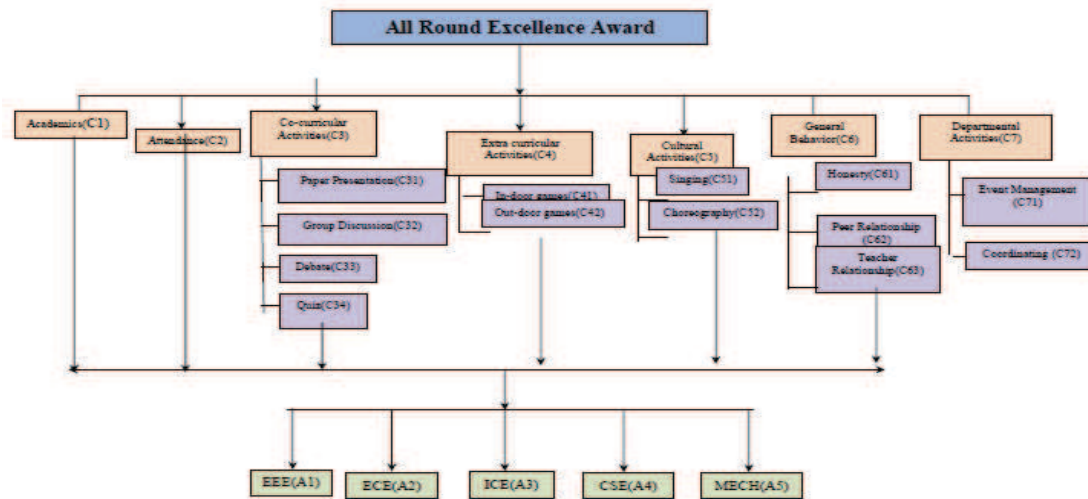 All Round Excellence Award
Academics(C1)
Attendance(C2)
Co-curricular
Activities(C3)
Extra curricular
Activities(C4)
Cultural
Activities(C5)
General
Behavior(C6)
Departmental
Activities(C7)
Paper Presentation(C31)
Group Discussion(C32)
Debate(C33)
Quiz(C34)
In-door games(C41)
Out-door games(C42)
Singing(C51)
Choreography(C52)
Honesty(C61)
Peer Relationship
(C62)
Teacher
Relationship(C63)
Event Management
(C71)
Coordinating (C72)
EEE(A1)
ECE(A2)
ICE(A3)
CSE(A4)
MECH(A5)